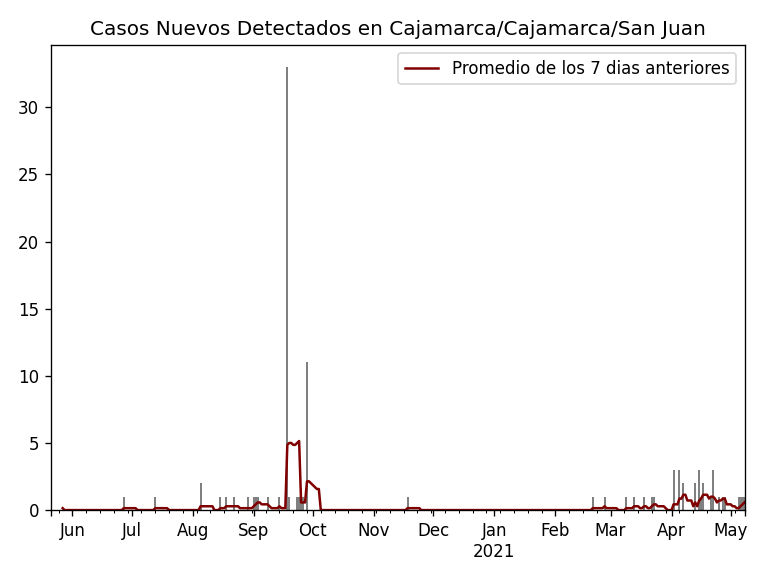 Casos Nuevos Detectados en Cajamarca/Cajamarca/San Juan
Promedio de los 7 dias anteriores
30
25
20
15
10
5
0
Jun Jul Aug Sep Oct Nov Dec Jan Feb Mar Apr May
2021